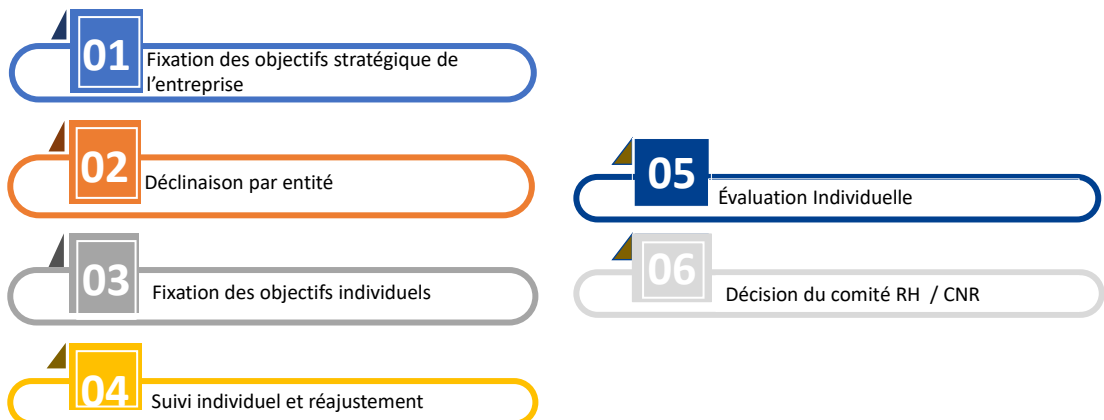 01
Fixation des objectifs stratégique de
l’entreprise
02
Déclinaison par entité
03
Fixation des objectifs individuels
04
Suivi individuel et réajustement
05
Évaluation Individuelle
06
Décision du comité RH / CNR